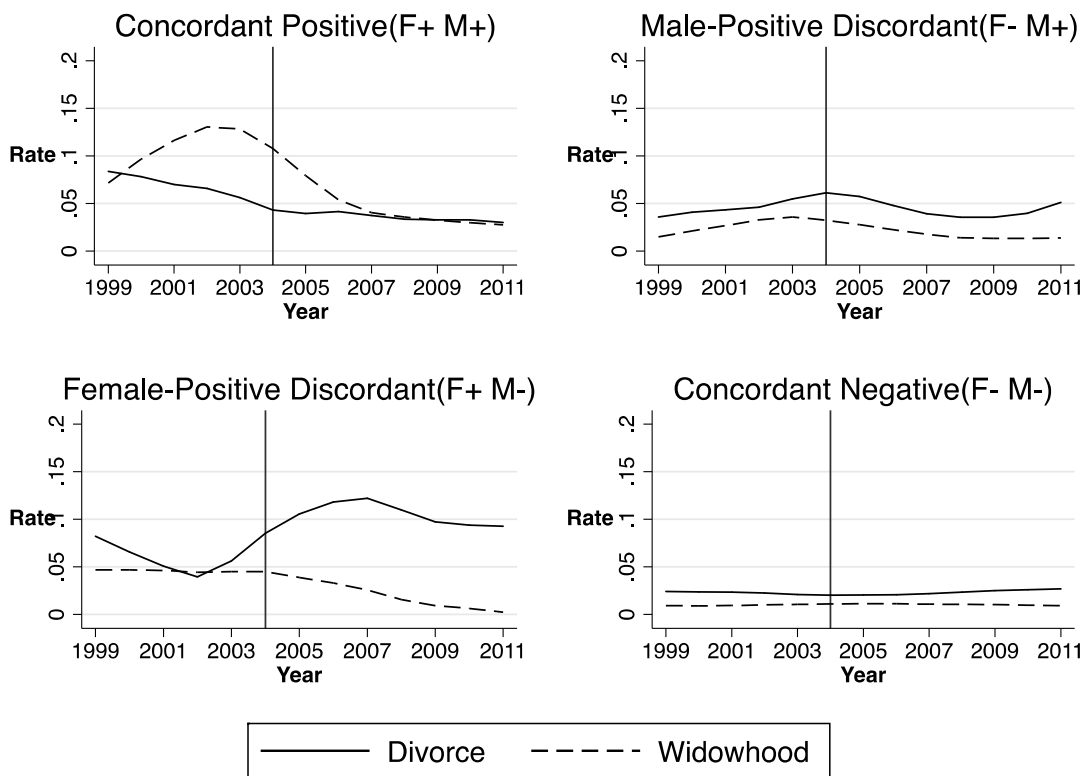 Concordant Positive(F+ M+)
.2
.15
Rate .1
.05
0
1999 2001 2003 2005 2007 2009 2011
Year
Male-Positive Discordant(F- M+)
.2
.15
Rate .1
.05
0
1999 2001 2003 2005 2007 2009 2011
Year
Female-Positive Discordant(F+ M-)
.2
.15
Rate .1
.05
0
1999 2001 2003 2005 2007 2009 2011
Year
Concordant Negative(F- M-)
.2
.15
Rate .1
.05
0
1999 2001 2003 2005 2007 2009 2011
Year
Divorce Widowhood